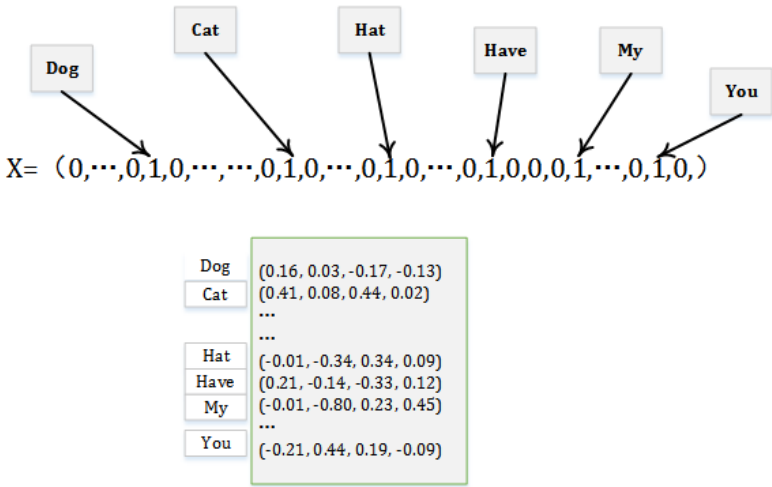 Cat
Hat
Have
My
Dog
You
X= (0,⋯,0,1,0,⋯,⋯,0,1,0,⋯,0,1,0,⋯,0,1,0,0,0,1,⋯,0,1,0,)
Dog (0.16, 0.03, -0.17, -0.13)
Cat (0.41, 0.08, 0.44, 0.02)
...
...
Hat (-0.01, -0.34, 0.34, 0.09)
Have (0.21, -0.14, -0.33, 0.12)
My (-0.01, -0.80, 0.23, 0.45)
...
You (-0.21, 0.44, 0.19, -0.09)